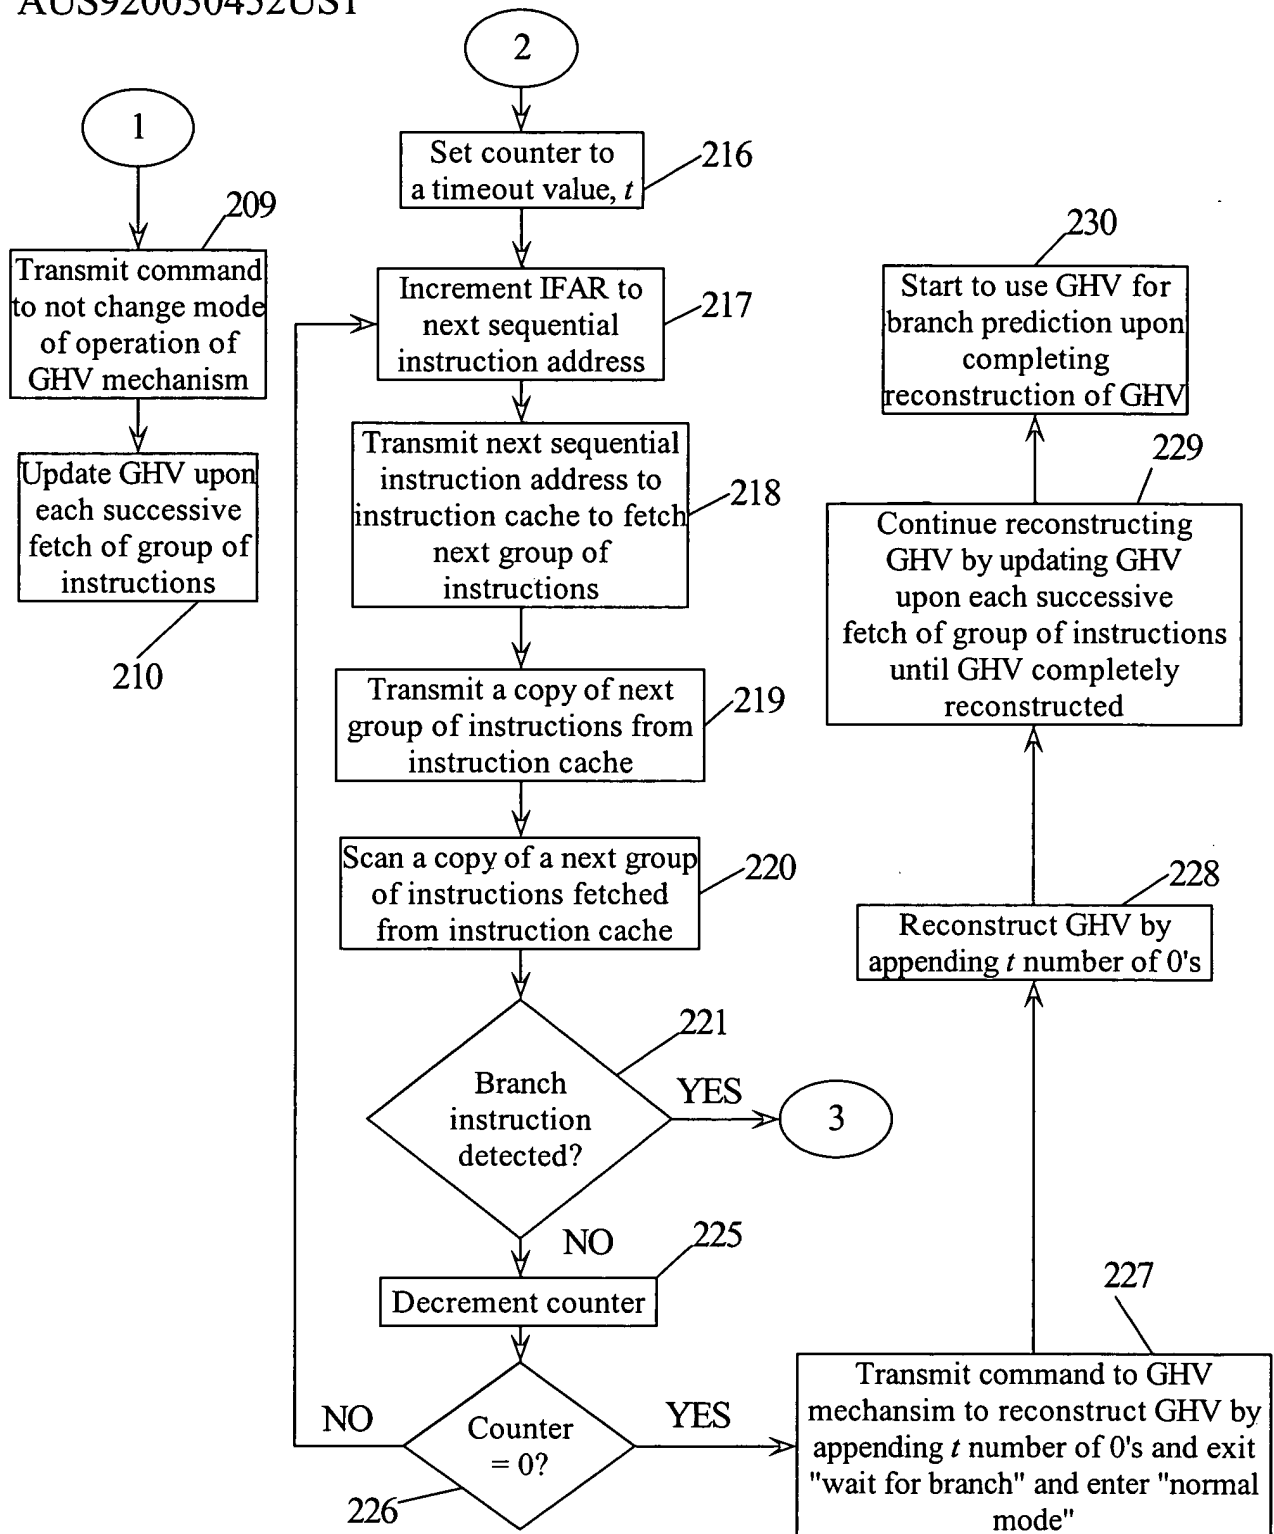 AUS920030452US1
1
209
Transmit command
to not change mode
of operation of
GHV mechanism
Update GHV upon
each successive
fetch of group of
instructions
210
2
Set counter to
a timeout value, t
216
Increment IFAR to
next sequential
instruction address
217
Transmit next sequential
instruction address to
instruction cache to fetch
next group of
instructions
218
Transmit a copy of next
group of instructions from
instruction cache
219
Scan a copy of a next group
of instructions fetched
from instruction cache
220
Branch
instruction
detected?
221
YES
3
NO
225
Decrement counter
Counter
= 0?
226
NO
YES
227
Transmit command to GHV
mechansim to reconstruct GHV by
appending t number of 0's and exit
"wait for branch" and enter "normal
mode"
228
Reconstruct GHV by
appending t number of 0's
229
Continue reconstructing
GHV by updating GHV
upon each successive
fetch of group of instructions
until GHV completely
reconstructed
230
Start to use GHV for
branch prediction upon
completing
reconstruction of GHV